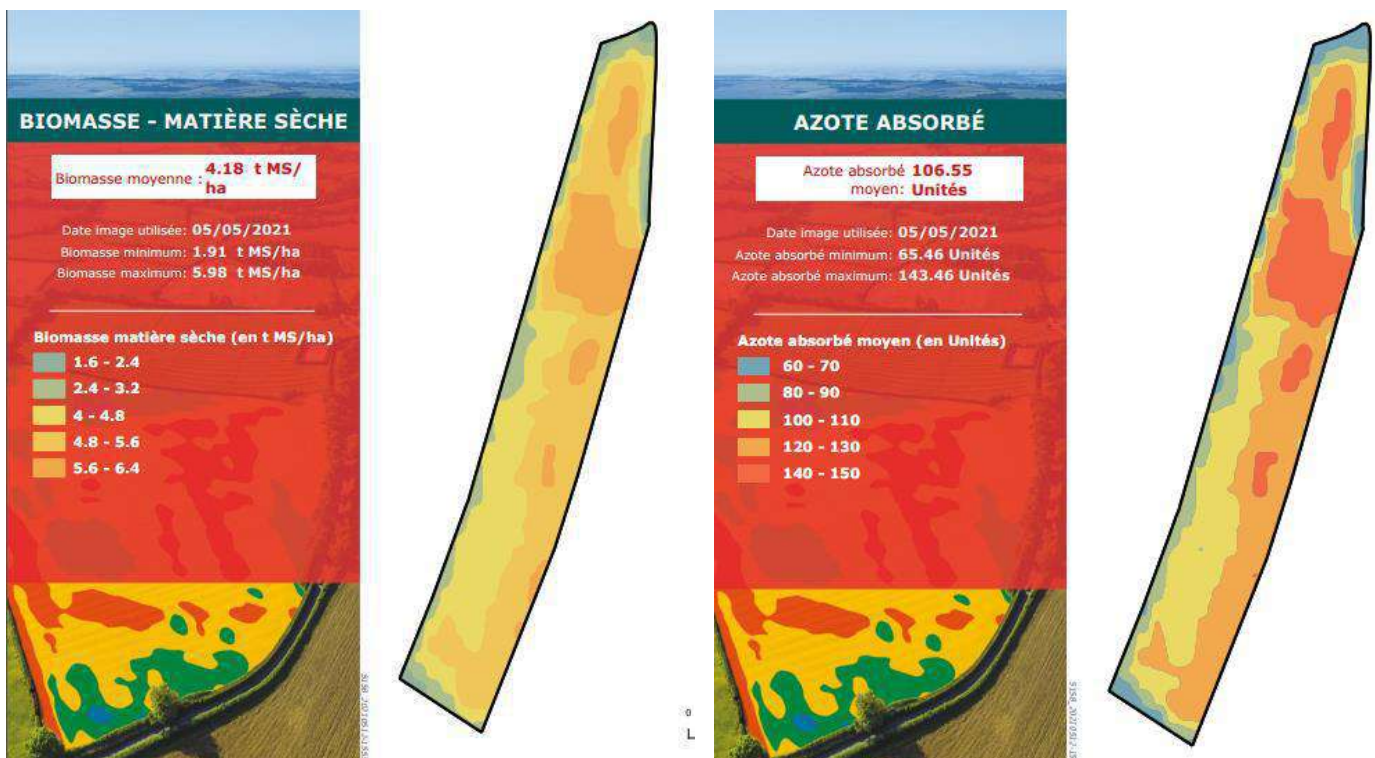 BIOMASSE - MATIÈRE SÈCHE
Biomasse moyenne : 4.18 t MS/
ha
Date image utilisée: 05/05/2021
Biomasse minimum: 1.91 t MS/ha
Biomasse maximum: 5.98 t MS/ha
Biomasse matière sèche (en t MS/ha)
1.6 - 2.4
2.4 - 3.2
4 - 4.8
4.8 - 5.6
5.6 - 6.4
0
AZOTE ABSORBÉ
Azote absorbé 106.55
moyen: Unités
Date image utilisée: 05/05/2021
Azote absorbé minimum: 65.46 Unités
Azote absorbé maximum: 143.46 Unités
Azote absorbé moyen (en Unités)
60 - 70
80 - 90
100 - 110
120 - 130
140 - 150